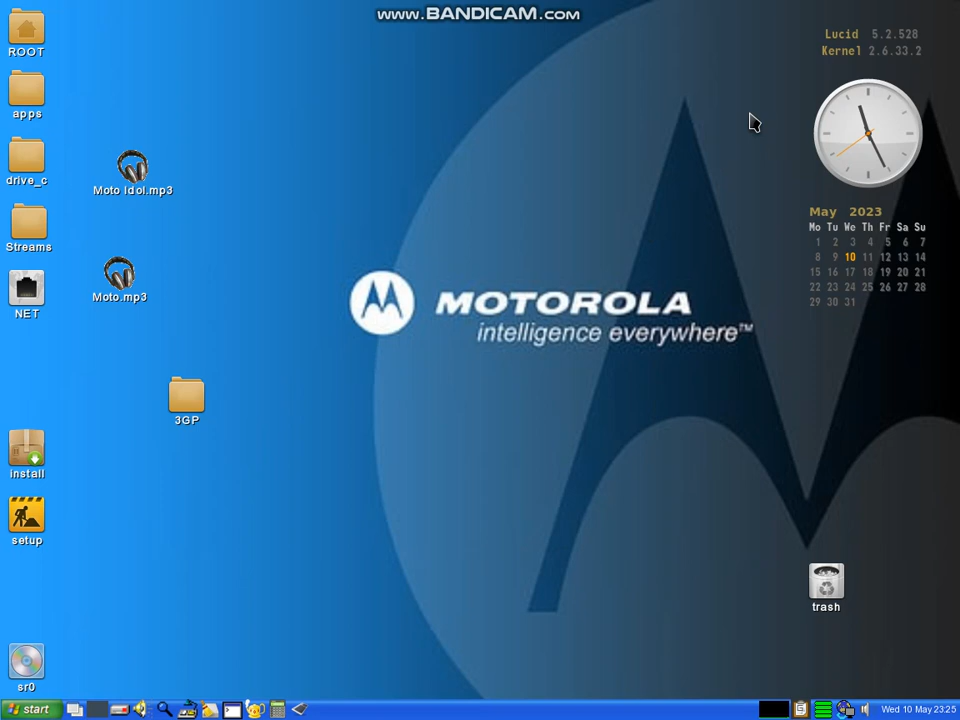 www.BANDICAM.com
ROOT
apps
drive_c
Streams
NET
install
setup
sr0
Moto Idol.mp3
Moto.mp3
3GP
MOTOROLA
intelligence everywhere™
Lucid 5.2.528
Kernel 2.6.33.2
May 2023
Mo Tu We Th Fr Sa Su
1 2 3 4 5 6 7
8 9 10 11 12 13 14
15 16 17 18 19 20 21
22 23 24 25 26 27 28
29 30 31
trash
start
Wed 10 May 23:25